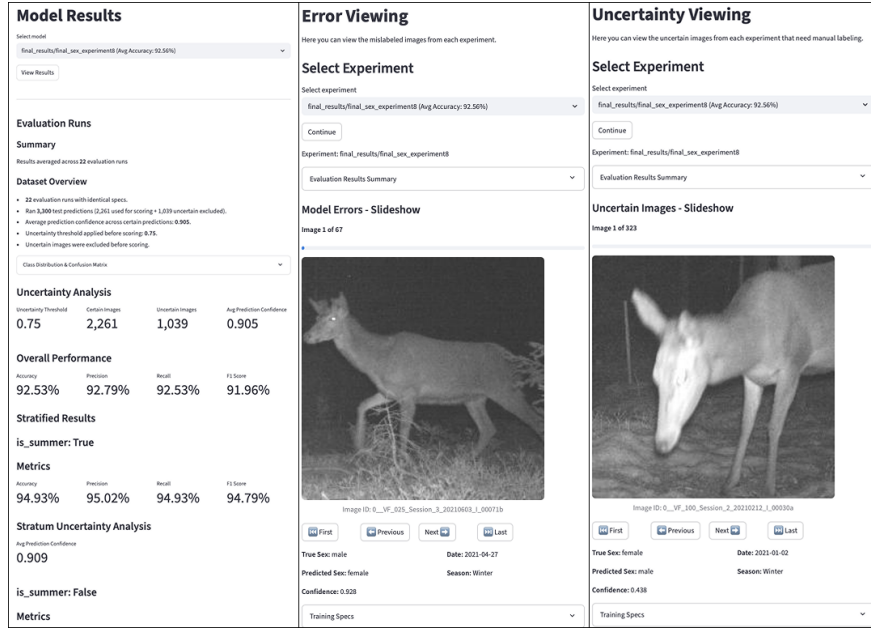 Model Results
Select model
final_results/final_sex_experiment8 (Avg Accuracy: 92.56%)
View Results
Evaluation Runs
Summary
Results averaged across 22 evaluation runs
Dataset Overview
22 evaluation runs with identical specs.
Ran 3,300 test predictions (2,261 used for scoring + 1,039 uncertain excluded).
Average prediction confidence across certain predictions: 0.905.
Uncertainty threshold applied before scoring: 0.75.
Uncertain images were excluded before scoring.
Class Distribution & Confusion Matrix
Uncertainty Analysis
Uncertainty Threshold Certain Images Uncertain Images Avg Prediction Confidence
0.75 2,261 1,039 0.905
Overall Performance
Accuracy Precision Recall F1 Score
92.53% 92.79% 92.53% 91.96%
Stratified Results
is_summer: True
Metrics
Accuracy Precision Recall F1 Score
94.93% 95.02% 94.93% 94.79%
Stratum Uncertainty Analysis
Avg Prediction Confidence
0.909
is_summer: False
Metrics
Error Viewing
Here you can view the mislabeled images from each experiment.
Select Experiment
Select experiment
final_results/final_sex_experiment8 (Avg Accuracy: 92.56%)
Continue
Experiment: final_results/final_sex_experiment8
Evaluation Results Summary
Model Errors - Slideshow
Image 1 of 67
Image ID: 0__VF_025_Session_3_20210603_I_00071b
First Previous Next Last
True Sex: male Date: 2021-04-27
Predicted Sex: female Season: Winter
Confidence: 0.928
Training Specs
Uncertainty Viewing
Here you can view the uncertain images from each experiment that need manual labeling.
Select Experiment
Select experiment
final_results/final_sex_experiment8 (Avg Accuracy: 92.56%)
Continue
Experiment: final_results/final_sex_experiment8
Evaluation Results Summary
Uncertain Images - Slideshow
Image 1 of 323
Image ID: 0__VF_100_Session_2_20210212_I_00030a
First Previous Next Last
True Sex: female Date: 2021-01-02
Predicted Sex: male Season: Winter
Confidence: 0.438
Training Specs